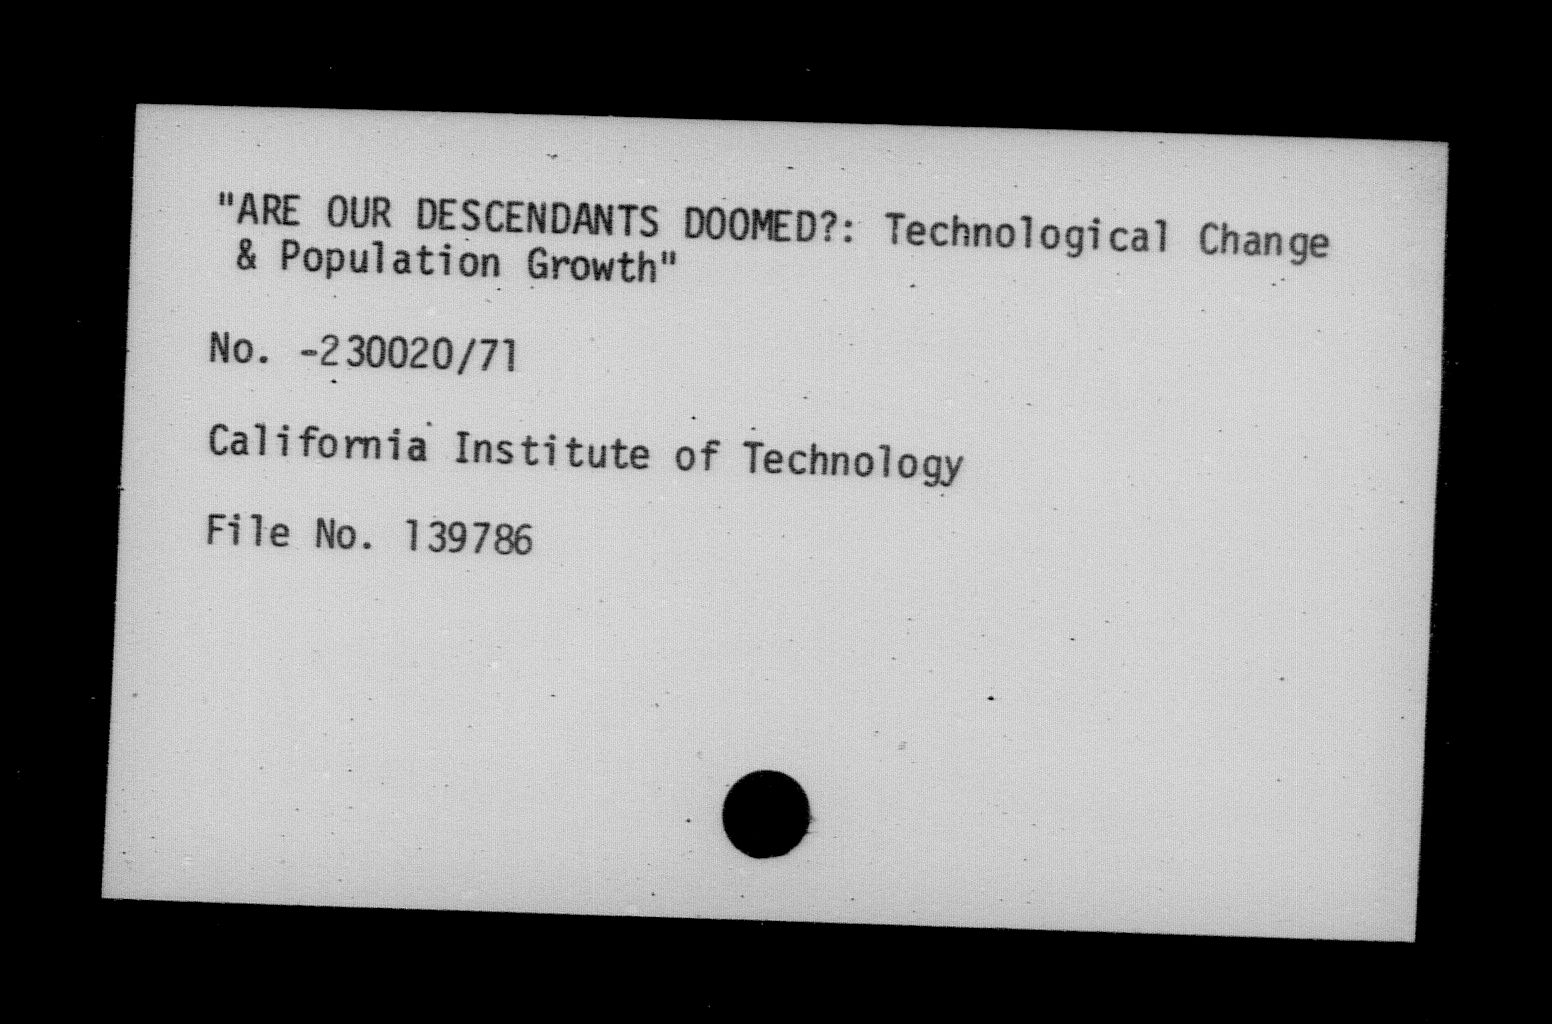 "ARE OUR DESCENDANTS DOOMED?: Technological Change
& Population Growth"
No. -230020/71
California Institute of Technology
File No. 139786